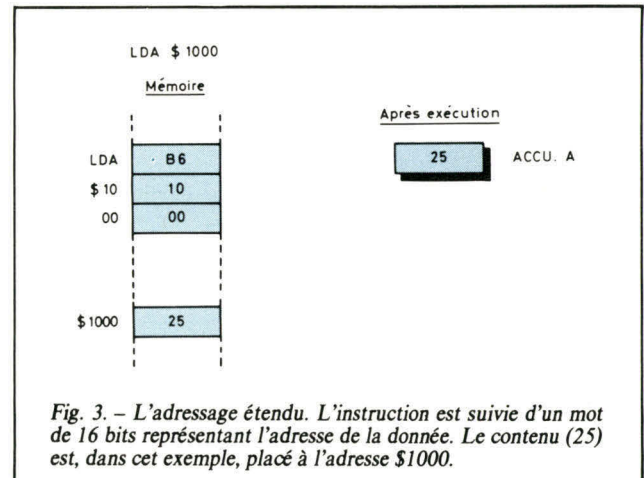 LDA $ 1000
Mémoire
Après exécution
LDA B6
25 ACCU. A
$ 10 10
00 00
$ 1000 25
Fig. 3. – L'adressage étendu. L'instruction est suivie d'un mot
de 16 bits représentant l'adresse de la donnée. Le contenu (25)
est, dans cet exemple, placé à l'adresse $1000.